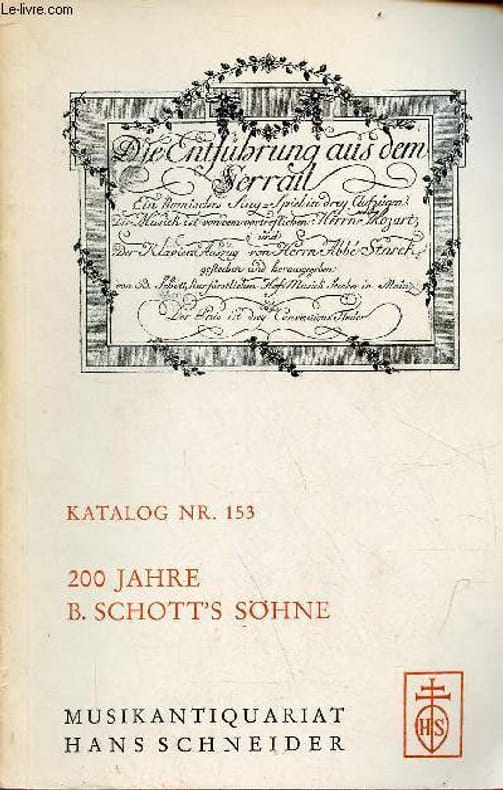 Le-livre.com
Die Entführung aus dem
Serrail
Ein Komisches Sing=Spiel in drey Aufzügen;
Die Musick ist von dem vortreflichen Herrn Mozart;
und
Der Klavier Auszug von Herrn Abbé Starck,
gestochen und herausgegeben
von B. Schott, kurfürstlichen Hof=Musick Stecher in Mainz
Der Preis ist drey Conventions Thaler
KATALOG NR. 153
200 JAHRE
B. SCHOTT'S SÖHNE
MUSIKANTIQUARIAT
HANS SCHNEIDER
HS